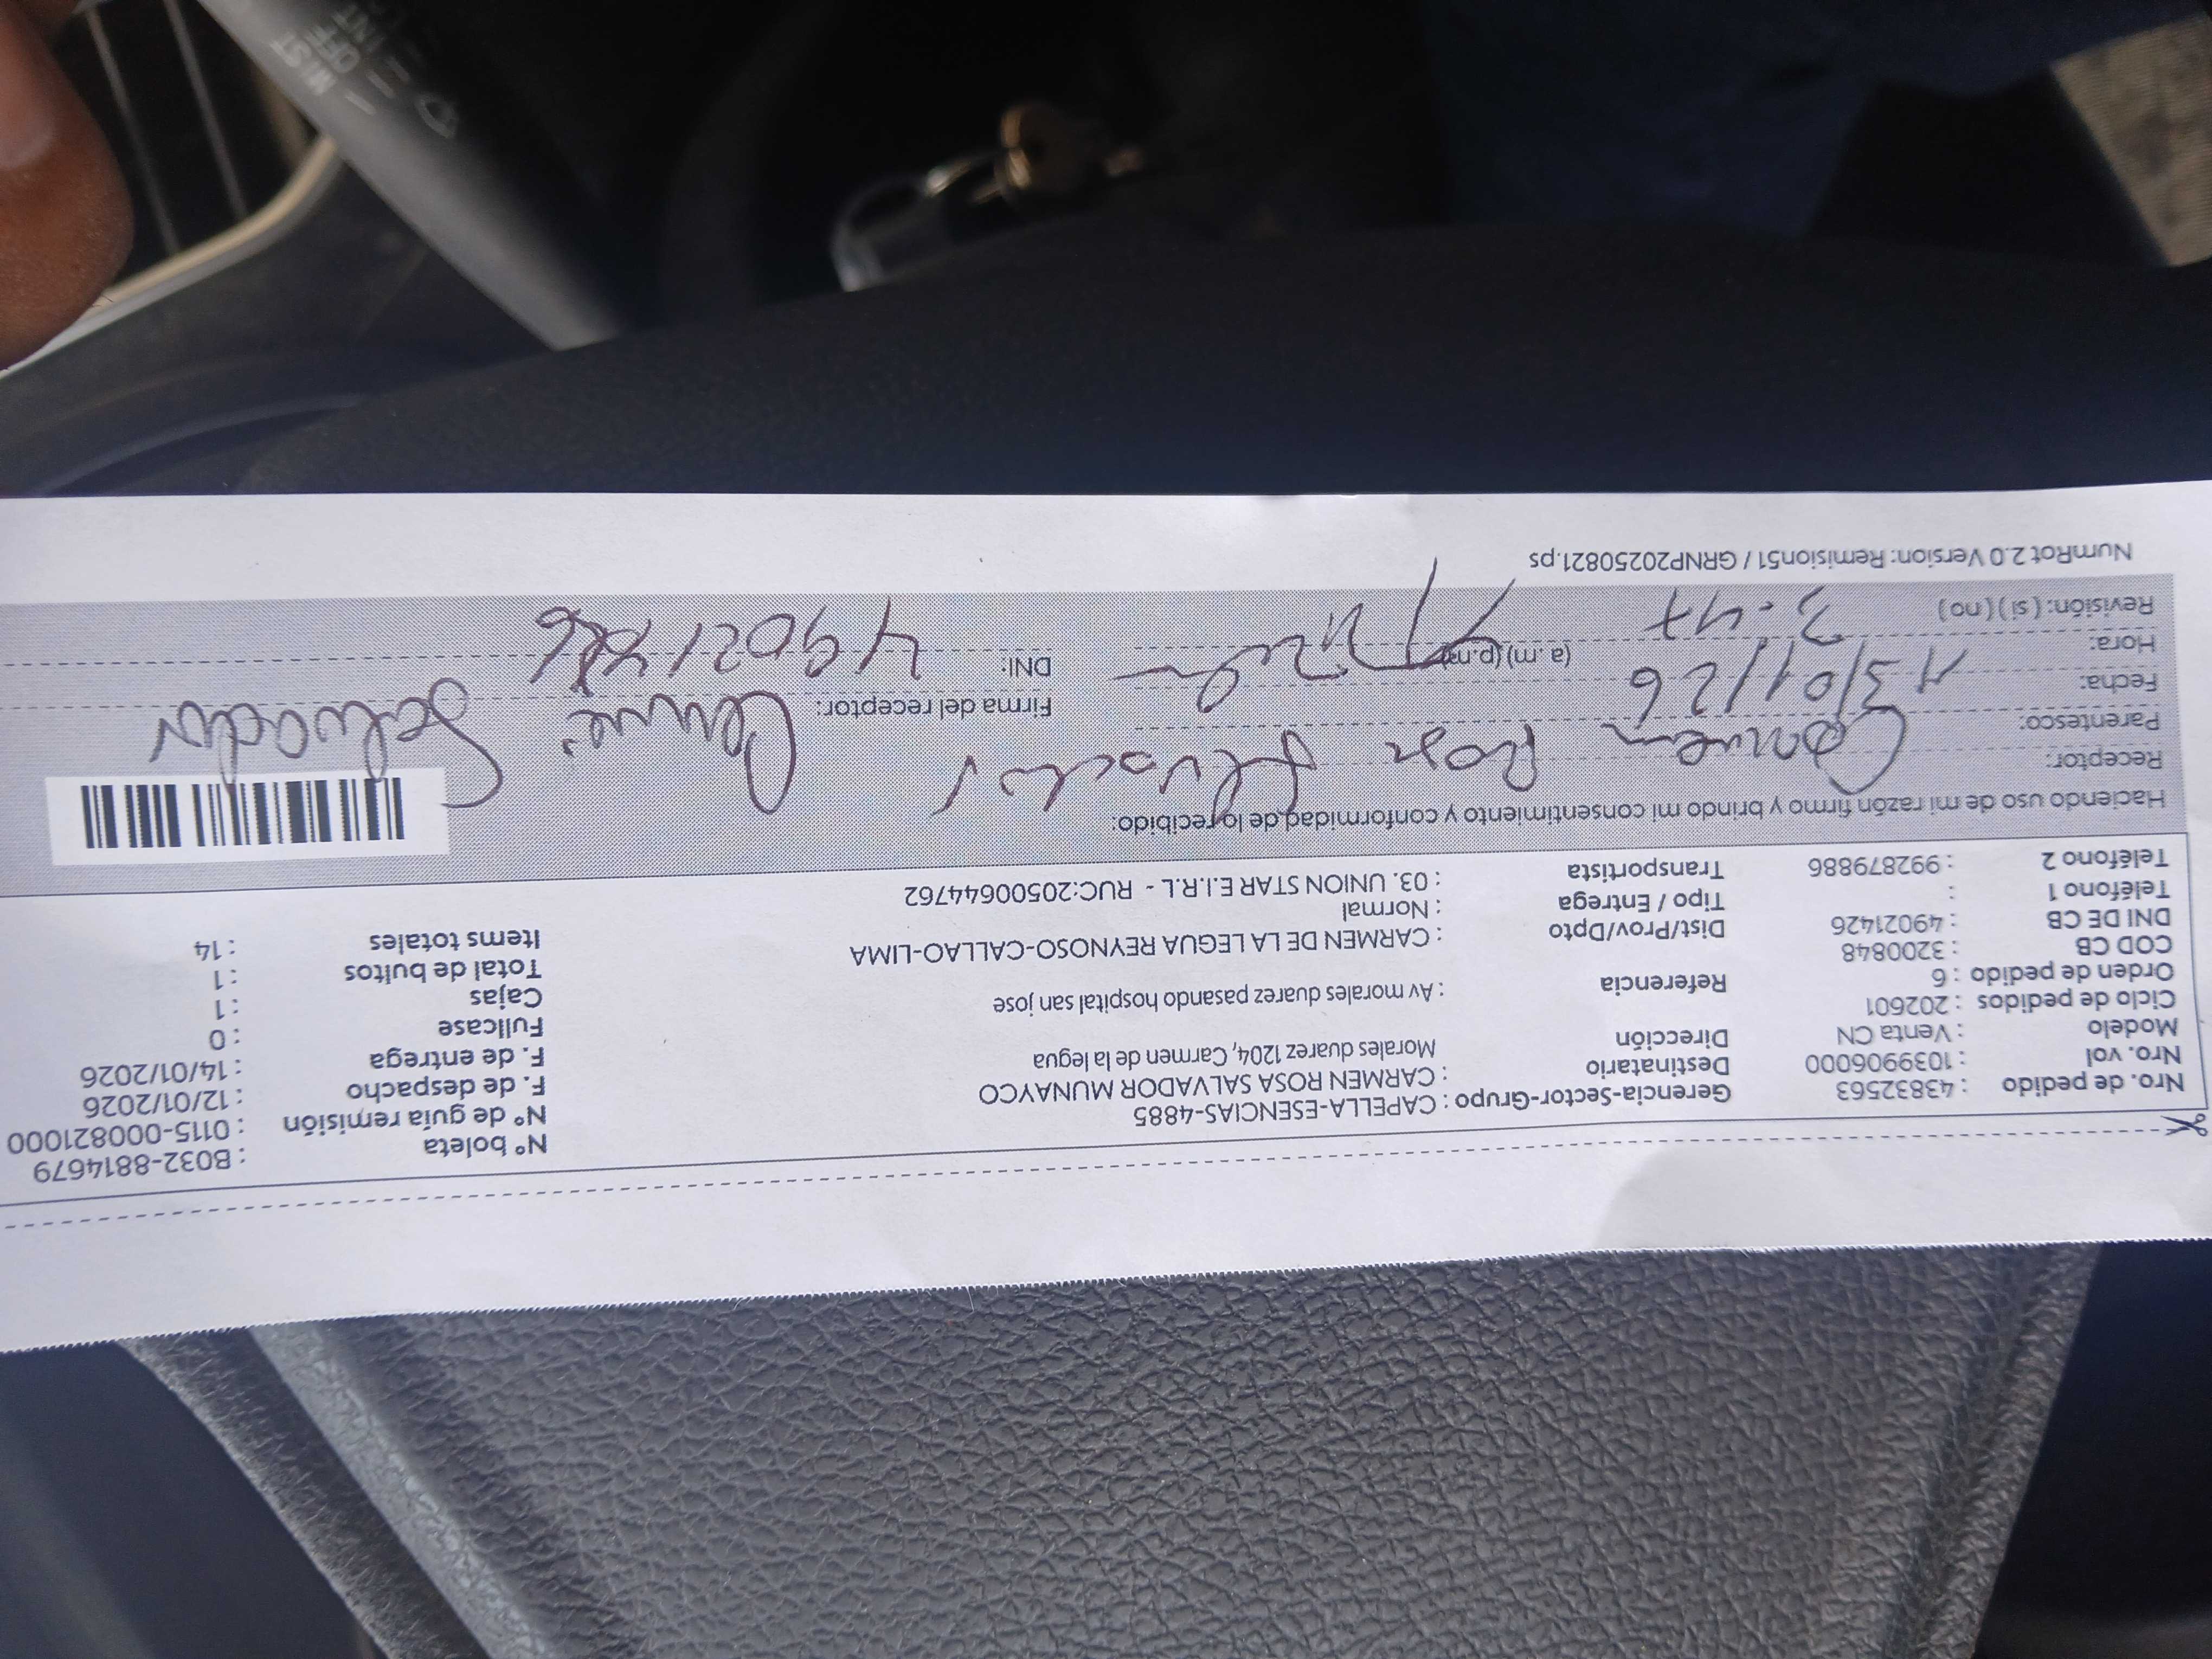 Nro. de pedido : 43832563 Gerencia-Sector-Grupo : CAPELLA-ESENCIAS-4885 N° boleta : B032-8814679
Nro. vol : 1039906000 Destinatario : CARMEN ROSA SALVADOR MUNAYCO N° de guía remisión : 0115-000821000
Modelo : Venta CN Dirección Morales duarez 1204, Carmen de la legua F. de despacho : 12/01/2026
Ciclo de pedidos : 202601 F. de entrega : 14/01/2026
Orden de pedido : 6 Referencia : Av morales duarez pasando hospital san jose Fullcase : 0
COD CB : 3200848 Cajas : 1
DNI DE CB : 49021426 Dist/Prov/Dpto : CARMEN DE LA LEGUA REYNOSO-CALLAO-LIMA Total de bultos : 1
Teléfono 1 : Tipo / Entrega : Normal Items totales : 14
Teléfono 2 : 992879886 Transportista : 03. UNION STAR E.I.R.L - RUC:20500644762
Haciendo uso de mi razón firmo y brindo mi consentimiento y conformidad de lo recibido:
Receptor: Carmen Rosa Salvador
Parentesco:
Firma del receptor: Salvador
Fecha: 13/01/26
Hora: 3:47 (a.m) (p.m) DNI:
Revisión: ( si ) ( no )
NumRot 2.0 Version: Remision51 / GRNP20250821.ps
MIST
OFF
INT